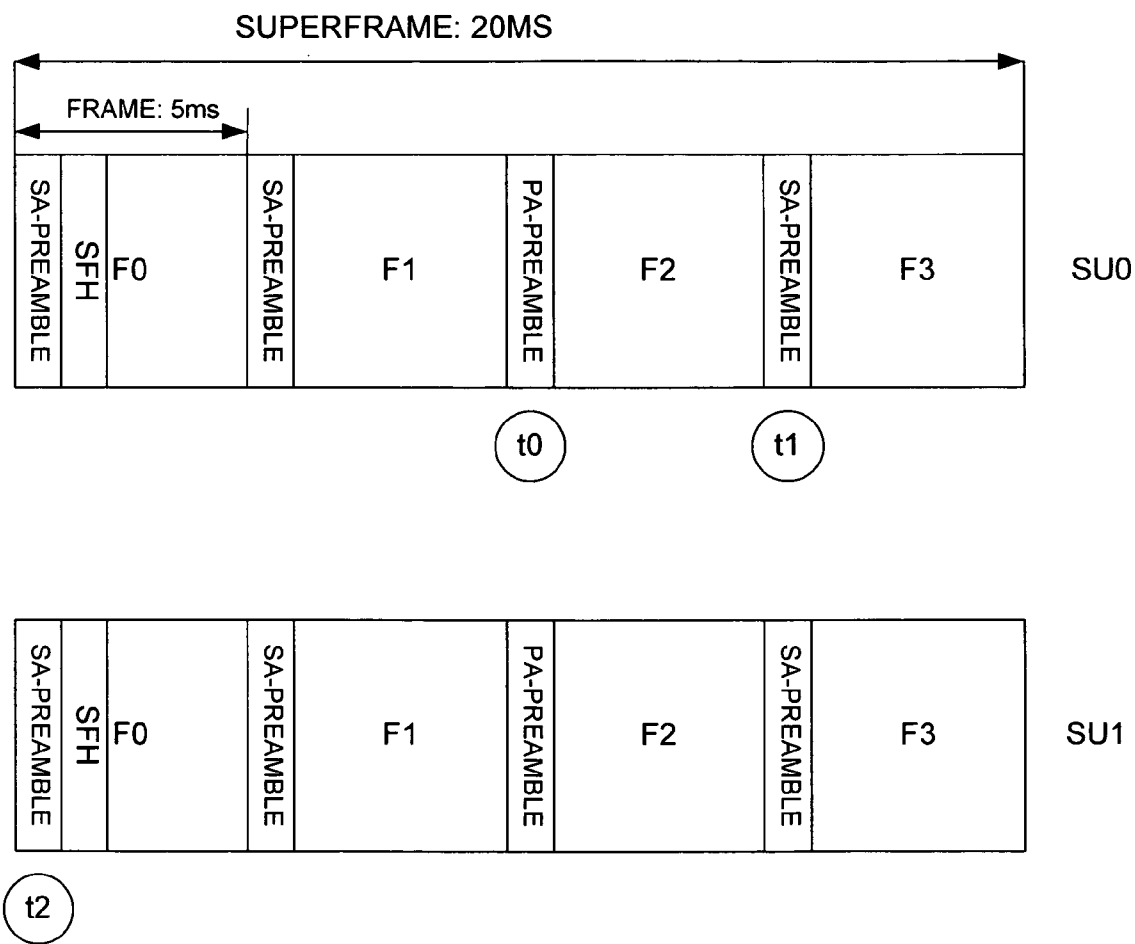 SUPERFRAME: 20MS
FRAME: 5ms
SA-PREAMBLE
SFH
F0
SA-PREAMBLE
F1
PA-PREAMBLE
F2
SA-PREAMBLE
F3
SU0
t0
t1
SA-PREAMBLE
SFH
F0
SA-PREAMBLE
F1
PA-PREAMBLE
F2
SA-PREAMBLE
F3
SU1
t2